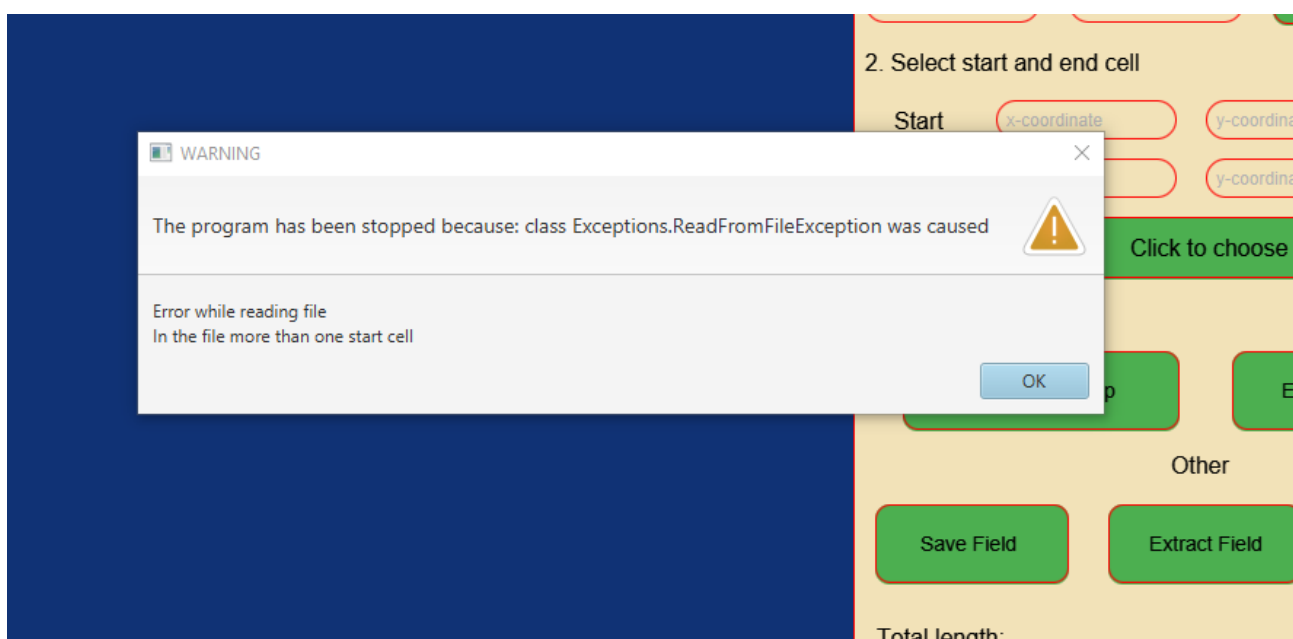 2. Select start and end cell
Start x-coordinate y-coordina
WARNING
y-coordina
The program has been stopped because: class Exceptions.ReadFromFileException was caused
Click to choose
Error while reading file
In the file more than one start cell
OK
p E
Other
Save Field Extract Field
Total length: